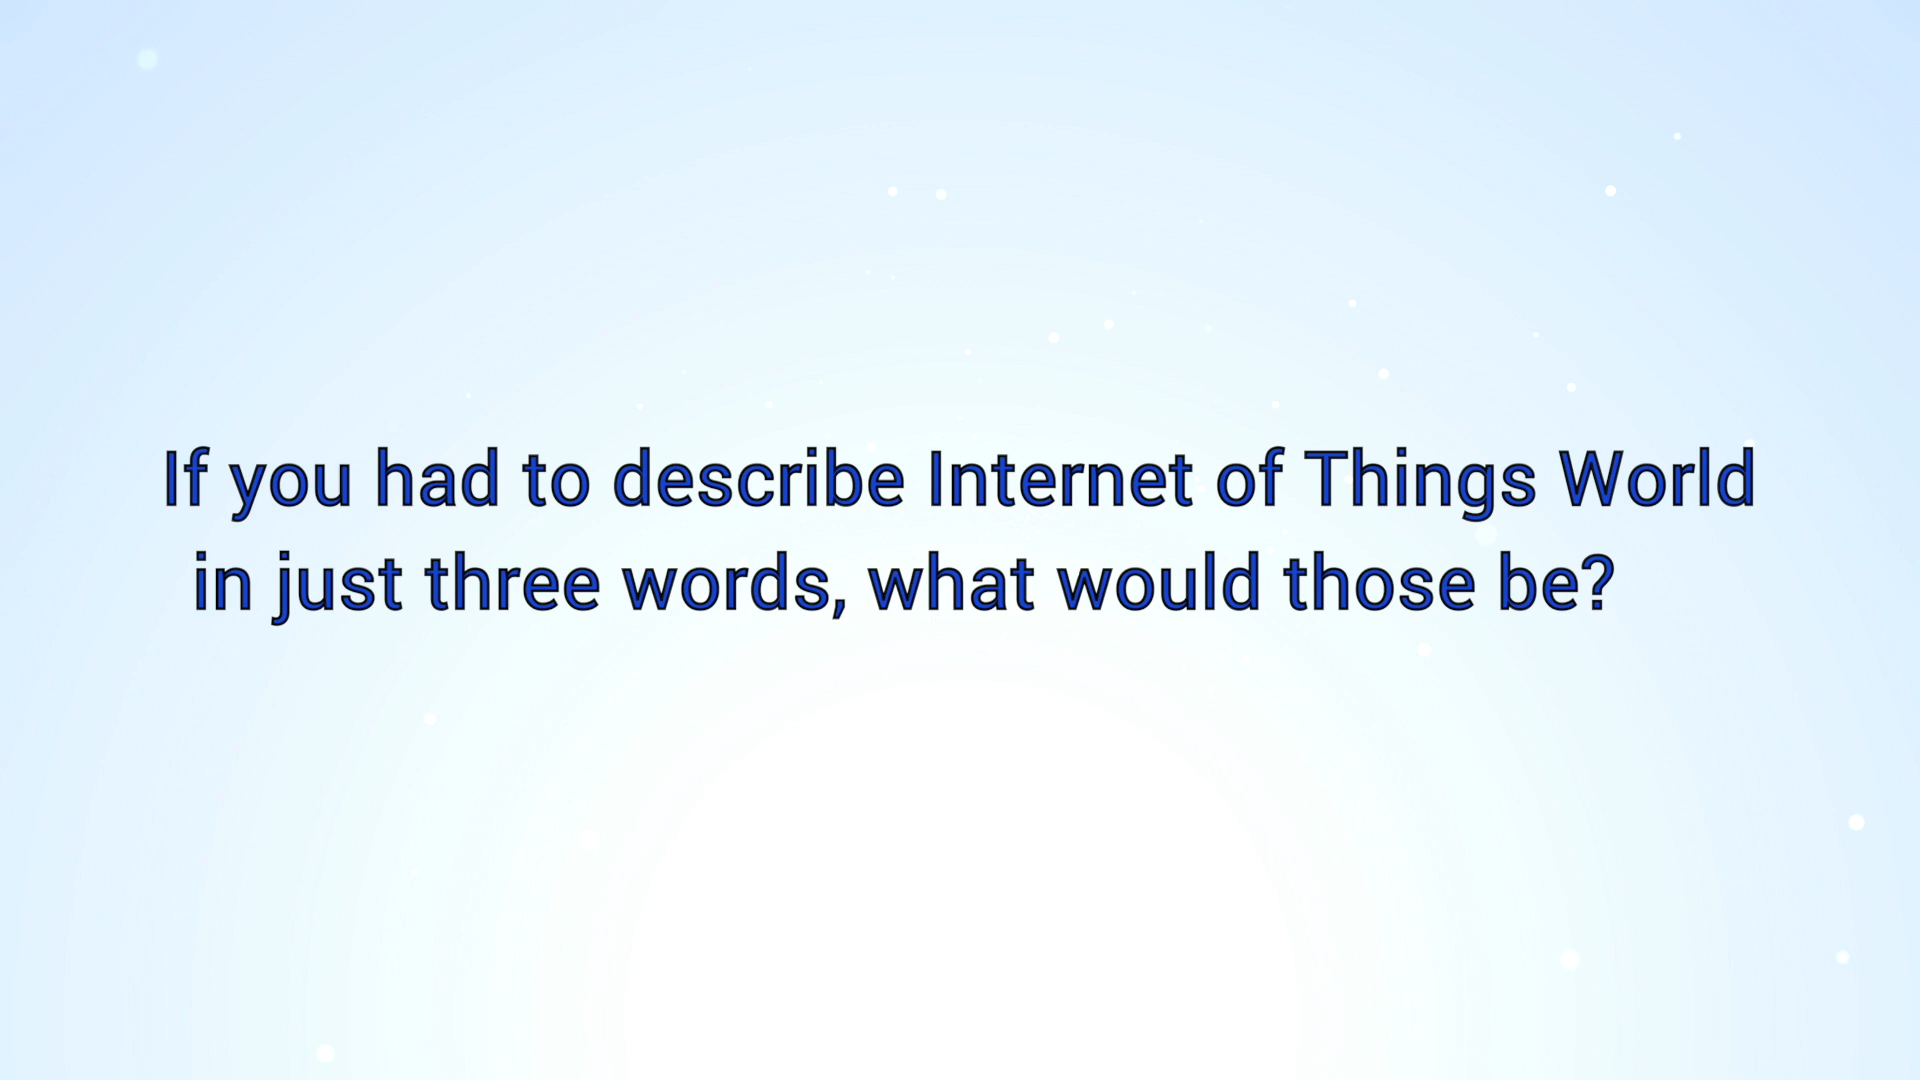 If you had to describe Internet of Things World
in just three words, what would those be?